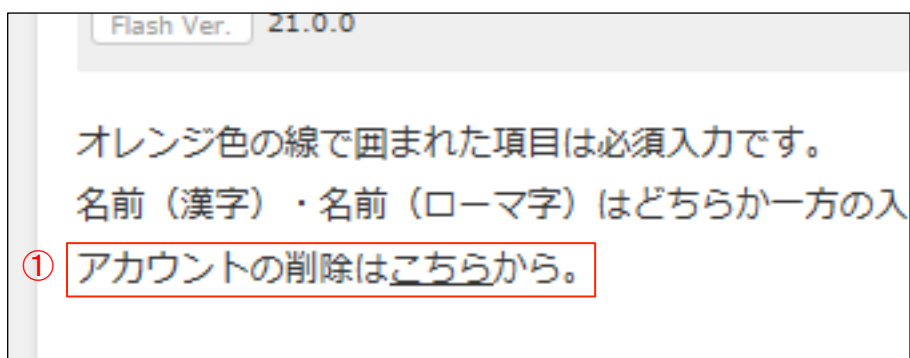 Flash Ver. 21.0.0
オレンジ色の線で囲まれた項目は必須入力です。
名前（漢字）・名前（ローマ字）はどちらか一方の入
① アカウントの削除はこちらから。